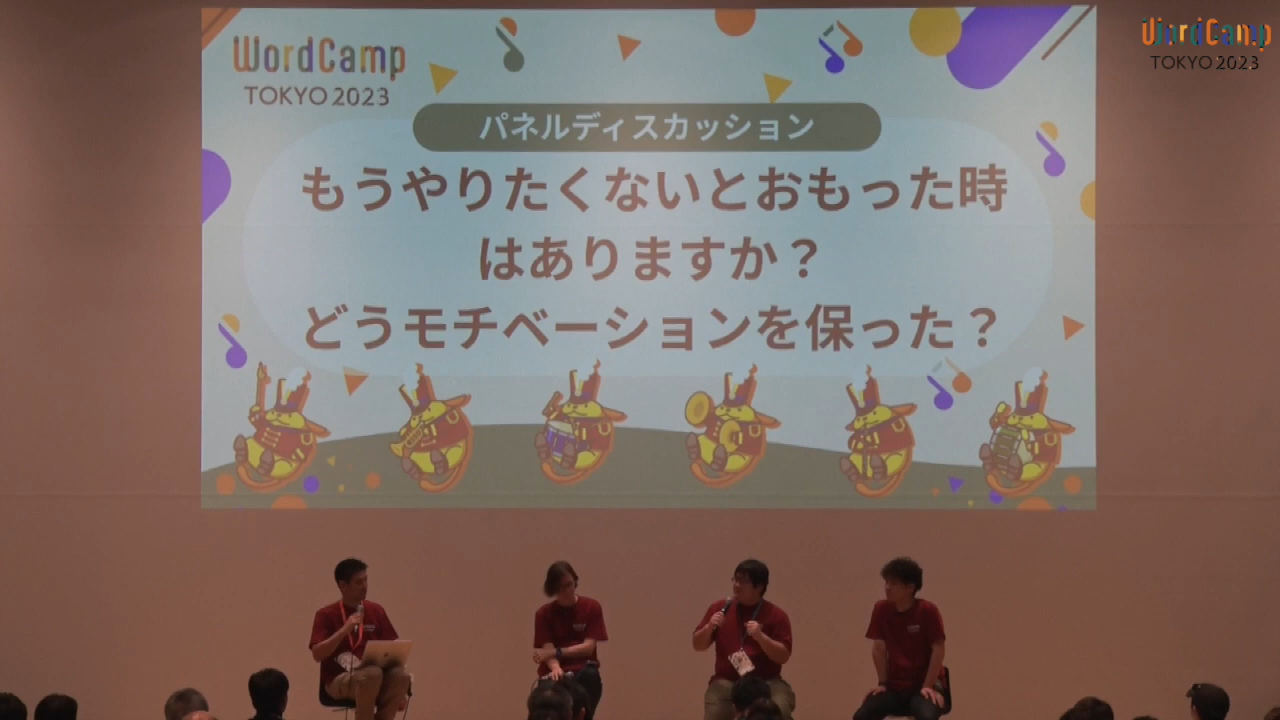 WordCamp
TOKYO 2023
パネルディスカッション
もうやりたくないとおもった時
はありますか？
どうモチベーションを保った？
WordCamp
TOKYO 2023